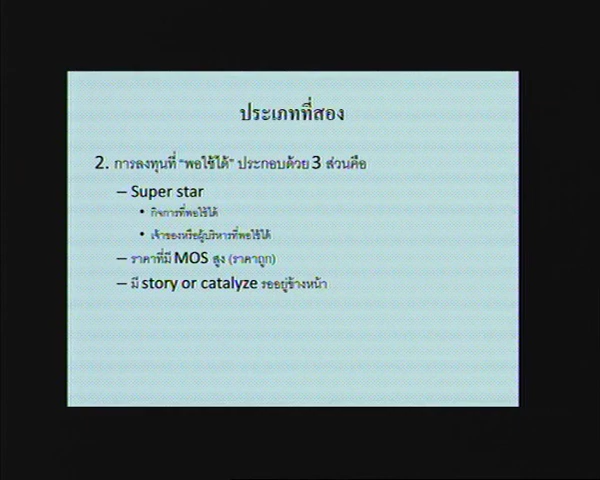 ประเภทที่สอง
2. การลงทุนที่ “พอใช้ได้” ประกอบด้วย 3 ส่วนคือ
– Super star
• กิจการที่พอใช้ได้
• เจ้าของหรือผู้บริหารที่พอใช้ได้
– ราคาที่มี MOS สูง (ราคาถูก)
– มี story or catalyze รออยู่ข้างหน้า